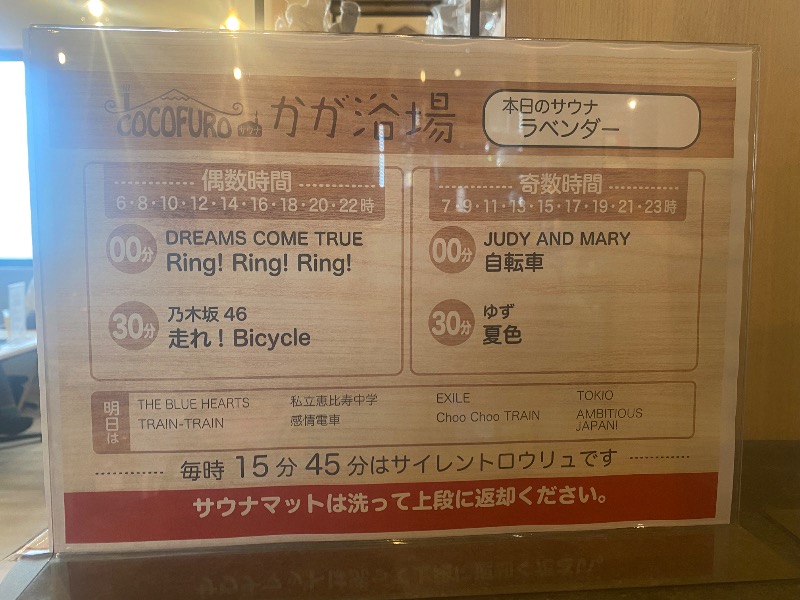 COCOFURO かが浴場
本日のサウナ
ラベンダー
偶数時間
6・8・10・12・14・16・18・20・22時
00分 DREAMS COME TRUE
Ring! Ring! Ring!
30分 乃木坂46
走れ！Bicycle
奇数時間
7・9・11・13・15・17・19・21・23時
00分 JUDY AND MARY
自転車
30分 ゆず
夏色
明日は
THE BLUE HEARTS
TRAIN-TRAIN
私立恵比寿中学
感情電車
EXILE
Choo Choo TRAIN
TOKIO
AMBITIOUS
JAPAN!
毎時15分45分はサイレントロウリュです
サウナマットは洗って上段に返却ください。